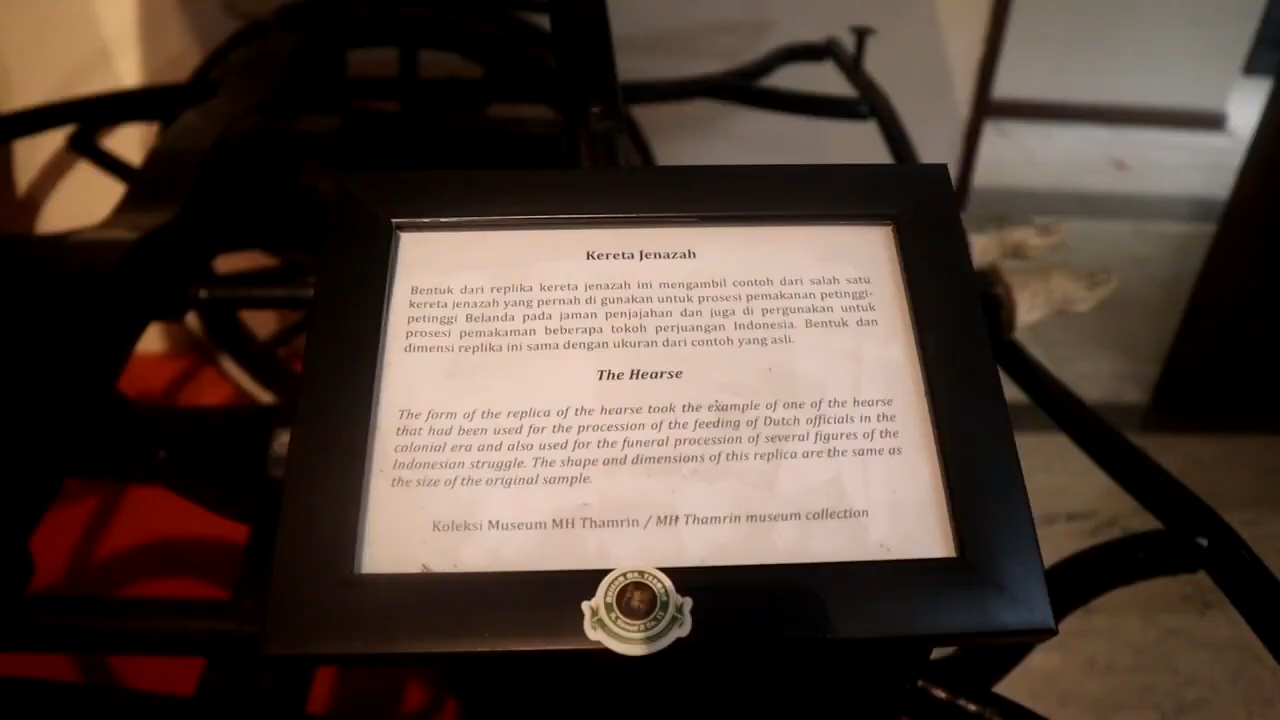 Kereta Jenazah
Bentuk dari replika kereta jenazah ini mengambil contoh dari salah satu
kereta jenazah yang pernah di gunakan untuk prosesi pemakanan petinggi-
petinggi Belanda pada jaman penjajahan dan juga di pergunakan untuk
prosesi pemakaman beberapa tokoh perjuangan Indonesia. Bentuk dan
dimensi replika ini sama dengan ukuran dari contoh yang asli.
The Hearse
The form of the replica of the hearse took the example of one of the hearse
that had been used for the procession of the feeding of Dutch officials in the
colonial era and also used for the funeral procession of several figures of the
Indonesian struggle. The shape and dimensions of this replica are the same as
the size of the original sample.
Koleksi Museum MH Thamrin / MH Thamrin museum collection